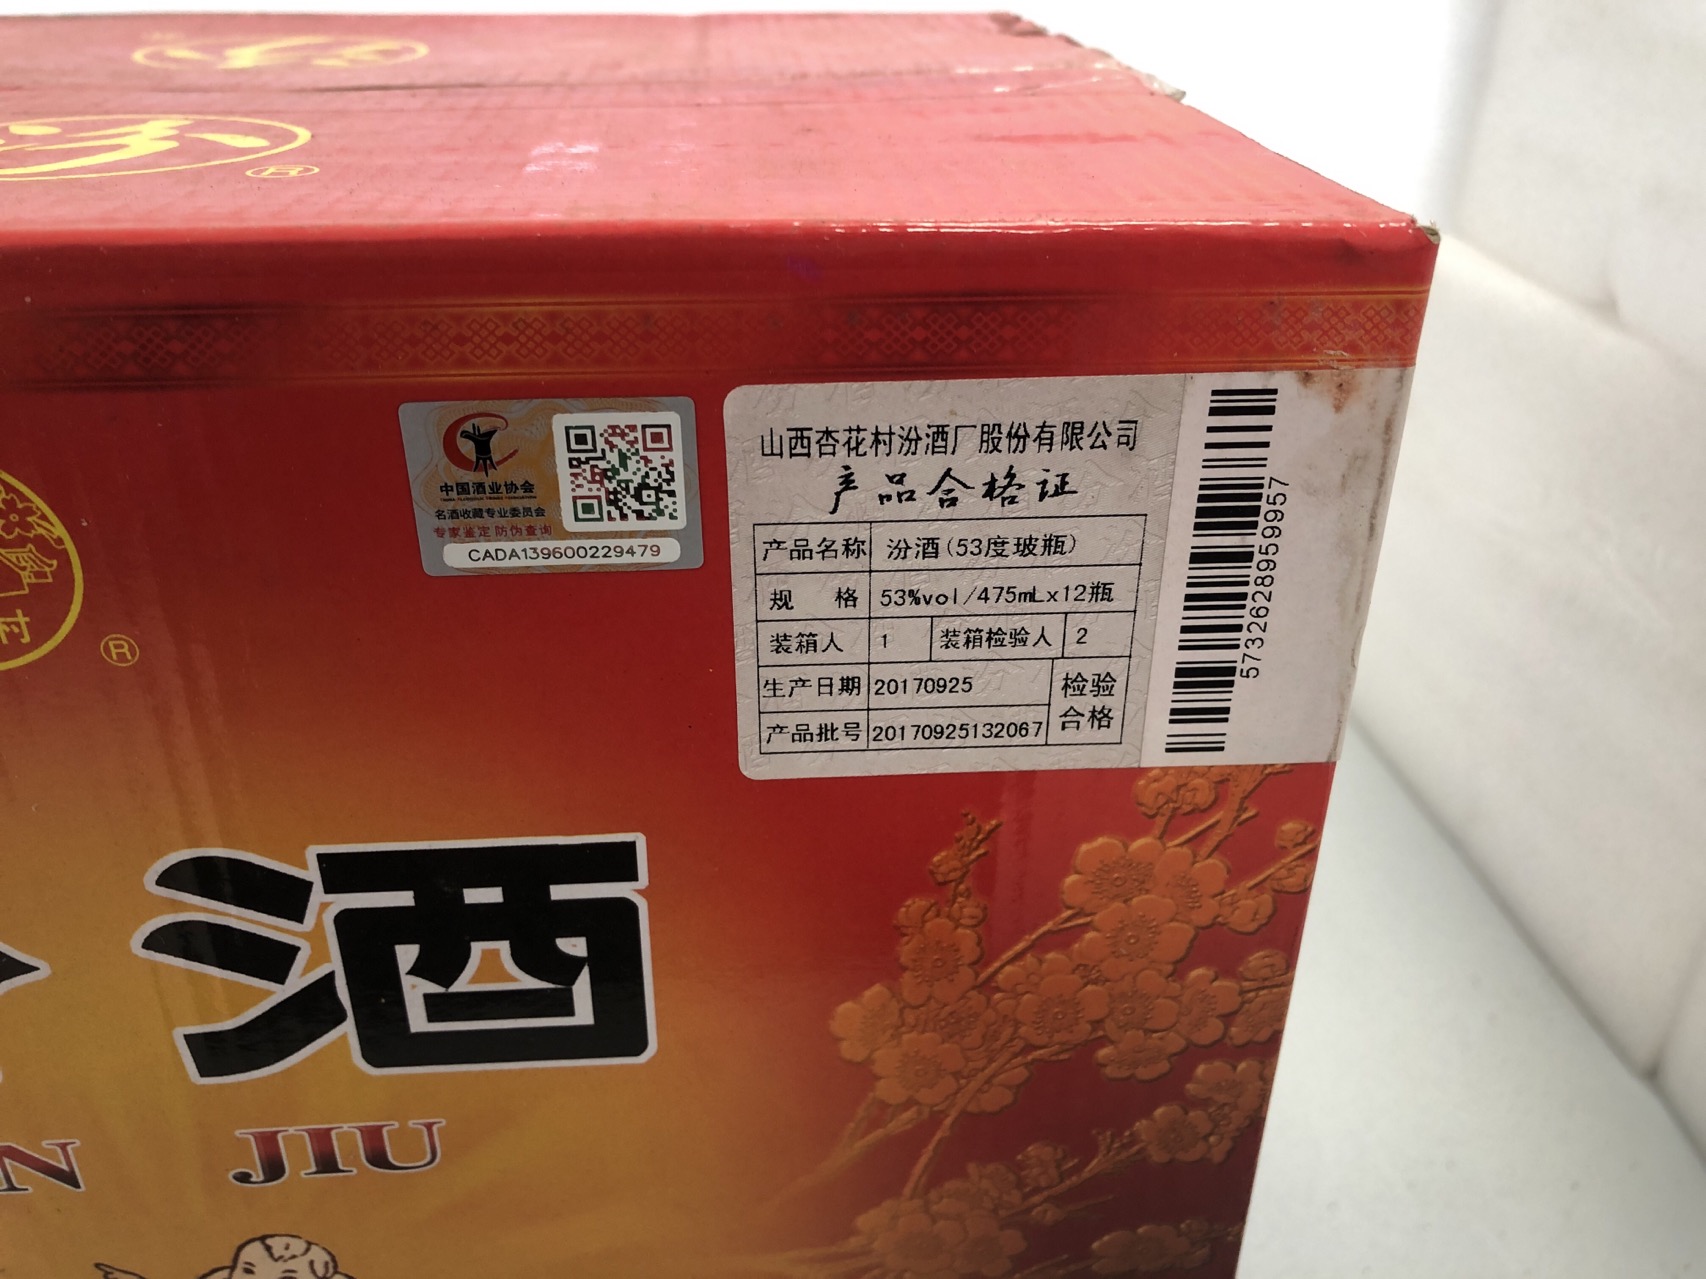 汾
®
村
®
中国酒业协会
名酒收藏专业委员会
专家鉴定 防伪查询
CADA139600229479
山西杏花村汾酒厂股份有限公司
产品合格证
产品名称 汾酒(53度玻瓶)
规 格 53%vol/475mLx12瓶
装箱人 1 装箱检验人 2
生产日期 20170925 检验
产品批号 20170925132067 合格
5732628959957
酒
N JIU